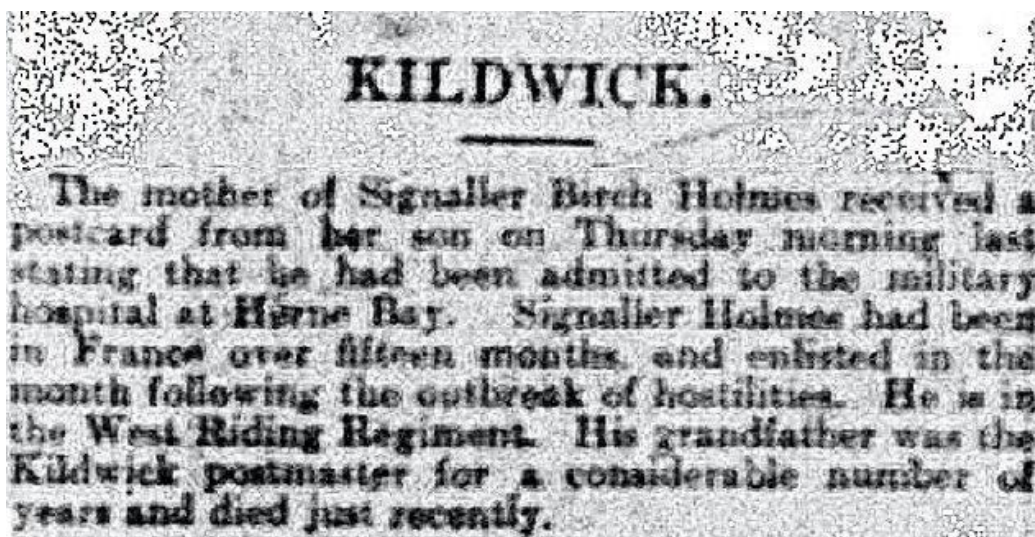 KILDWICK.
The mother of Signaller Birch Holmes received a
postcard from her son on Thursday morning last
stating that he had been admitted to the military
hospital at Herne Bay. Signaller Holmes had been
in France over fifteen months, and enlisted in the
month following the outbreak of hostilities. He is in
the West Riding Regiment. His grandfather was the
Kildwick postmaster for a considerable number of
years and died just recently.